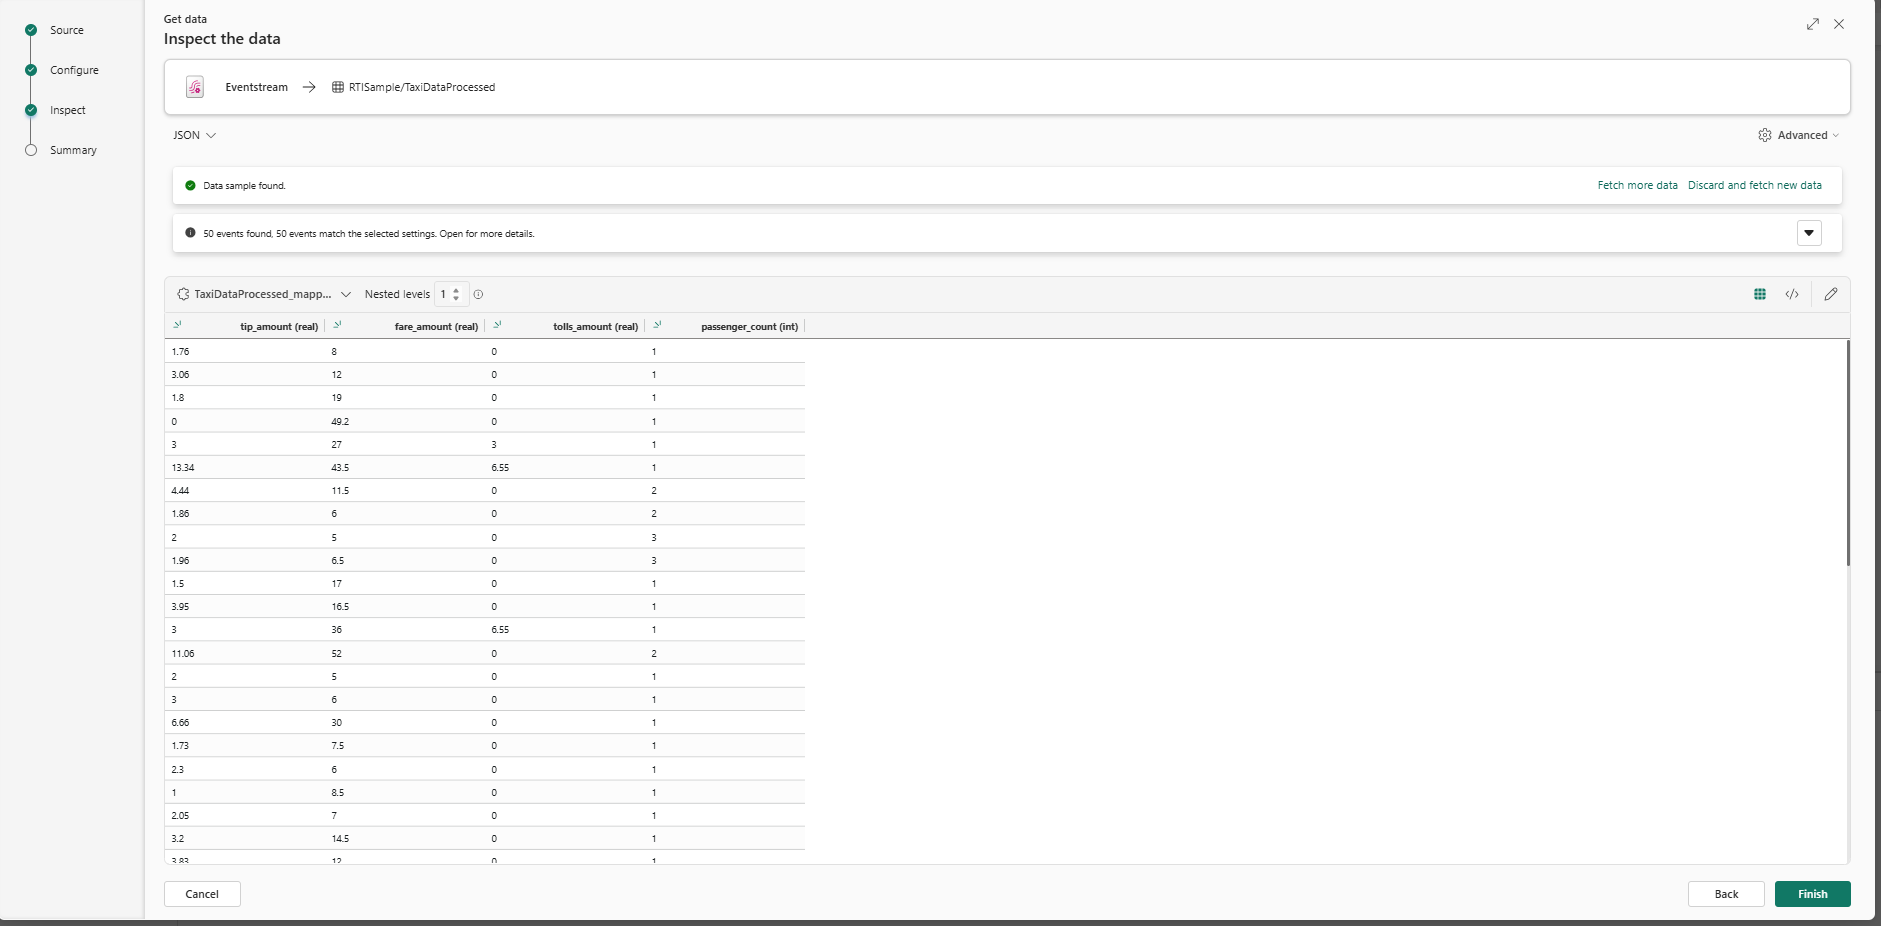 Source
Configure
Inspect
Summary
Get data
Inspect the data
Eventstream → RTISample/TaxiDataProcessed
JSON
Advanced
Data sample found.
Fetch more data Discard and fetch new data
50 events found, 50 events match the selected settings. Open for more details.
TaxiDataProcessed_mapp... Nested levels 1
tip_amount (real) fare_amount (real) tolls_amount (real) passenger_count (int)
1.76 8 0 1
3.06 12 0 1
1.8 19 0 1
0 49.2 0 1
3 27 3 1
13.34 43.5 6.55 1
4.44 11.5 0 2
1.86 6 0 2
2 5 0 3
1.96 6.5 0 3
1.5 17 0 1
3.95 16.5 0 1
3 36 6.55 1
11.06 52 0 2
2 5 0 1
3 6 0 1
6.66 30 0 1
1.73 7.5 0 1
2.3 6 0 1
1 8.5 0 1
2.05 7 0 1
3.2 14.5 0 1
3.83 12 0 1
Cancel
Back
Finish